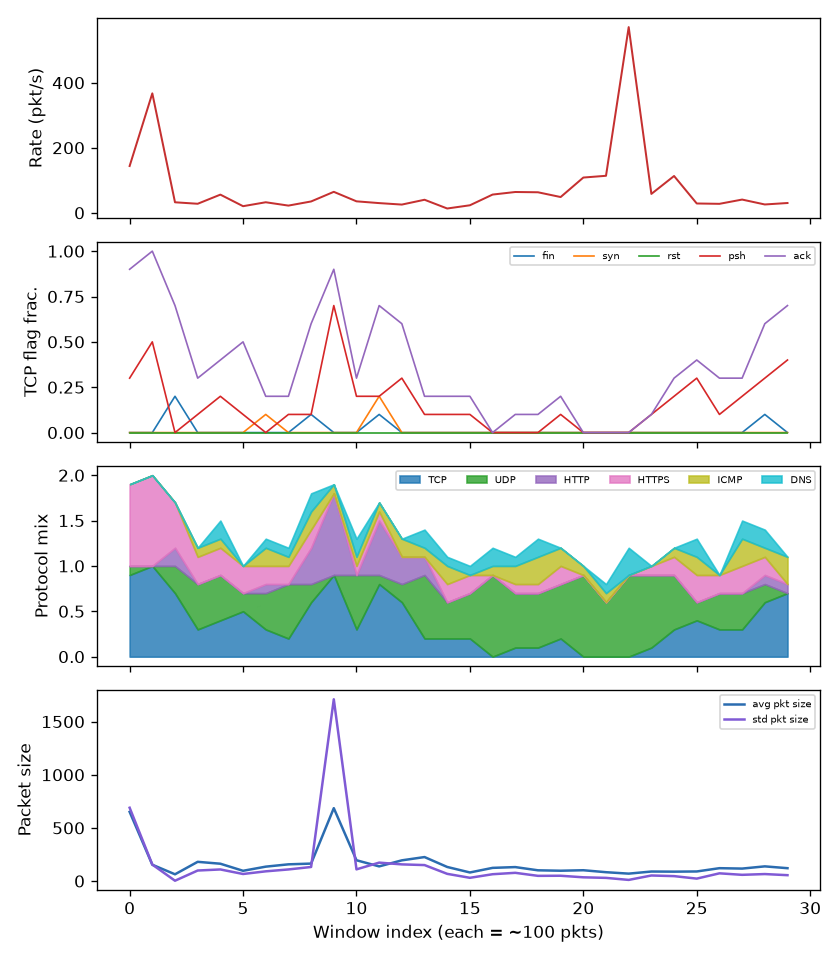 Rate (pkt/s)
400
200
0
TCP flag frac.
1.00
0.75
0.50
0.25
0.00
fin syn rst psh ack
Protocol mix
2.0
1.5
1.0
0.5
0.0
TCP UDP HTTP HTTPS ICMP DNS
Packet size
1500
1000
500
0
avg pkt size
std pkt size
0 5 10 15 20 25 30
Window index (each = ~100 pkts)